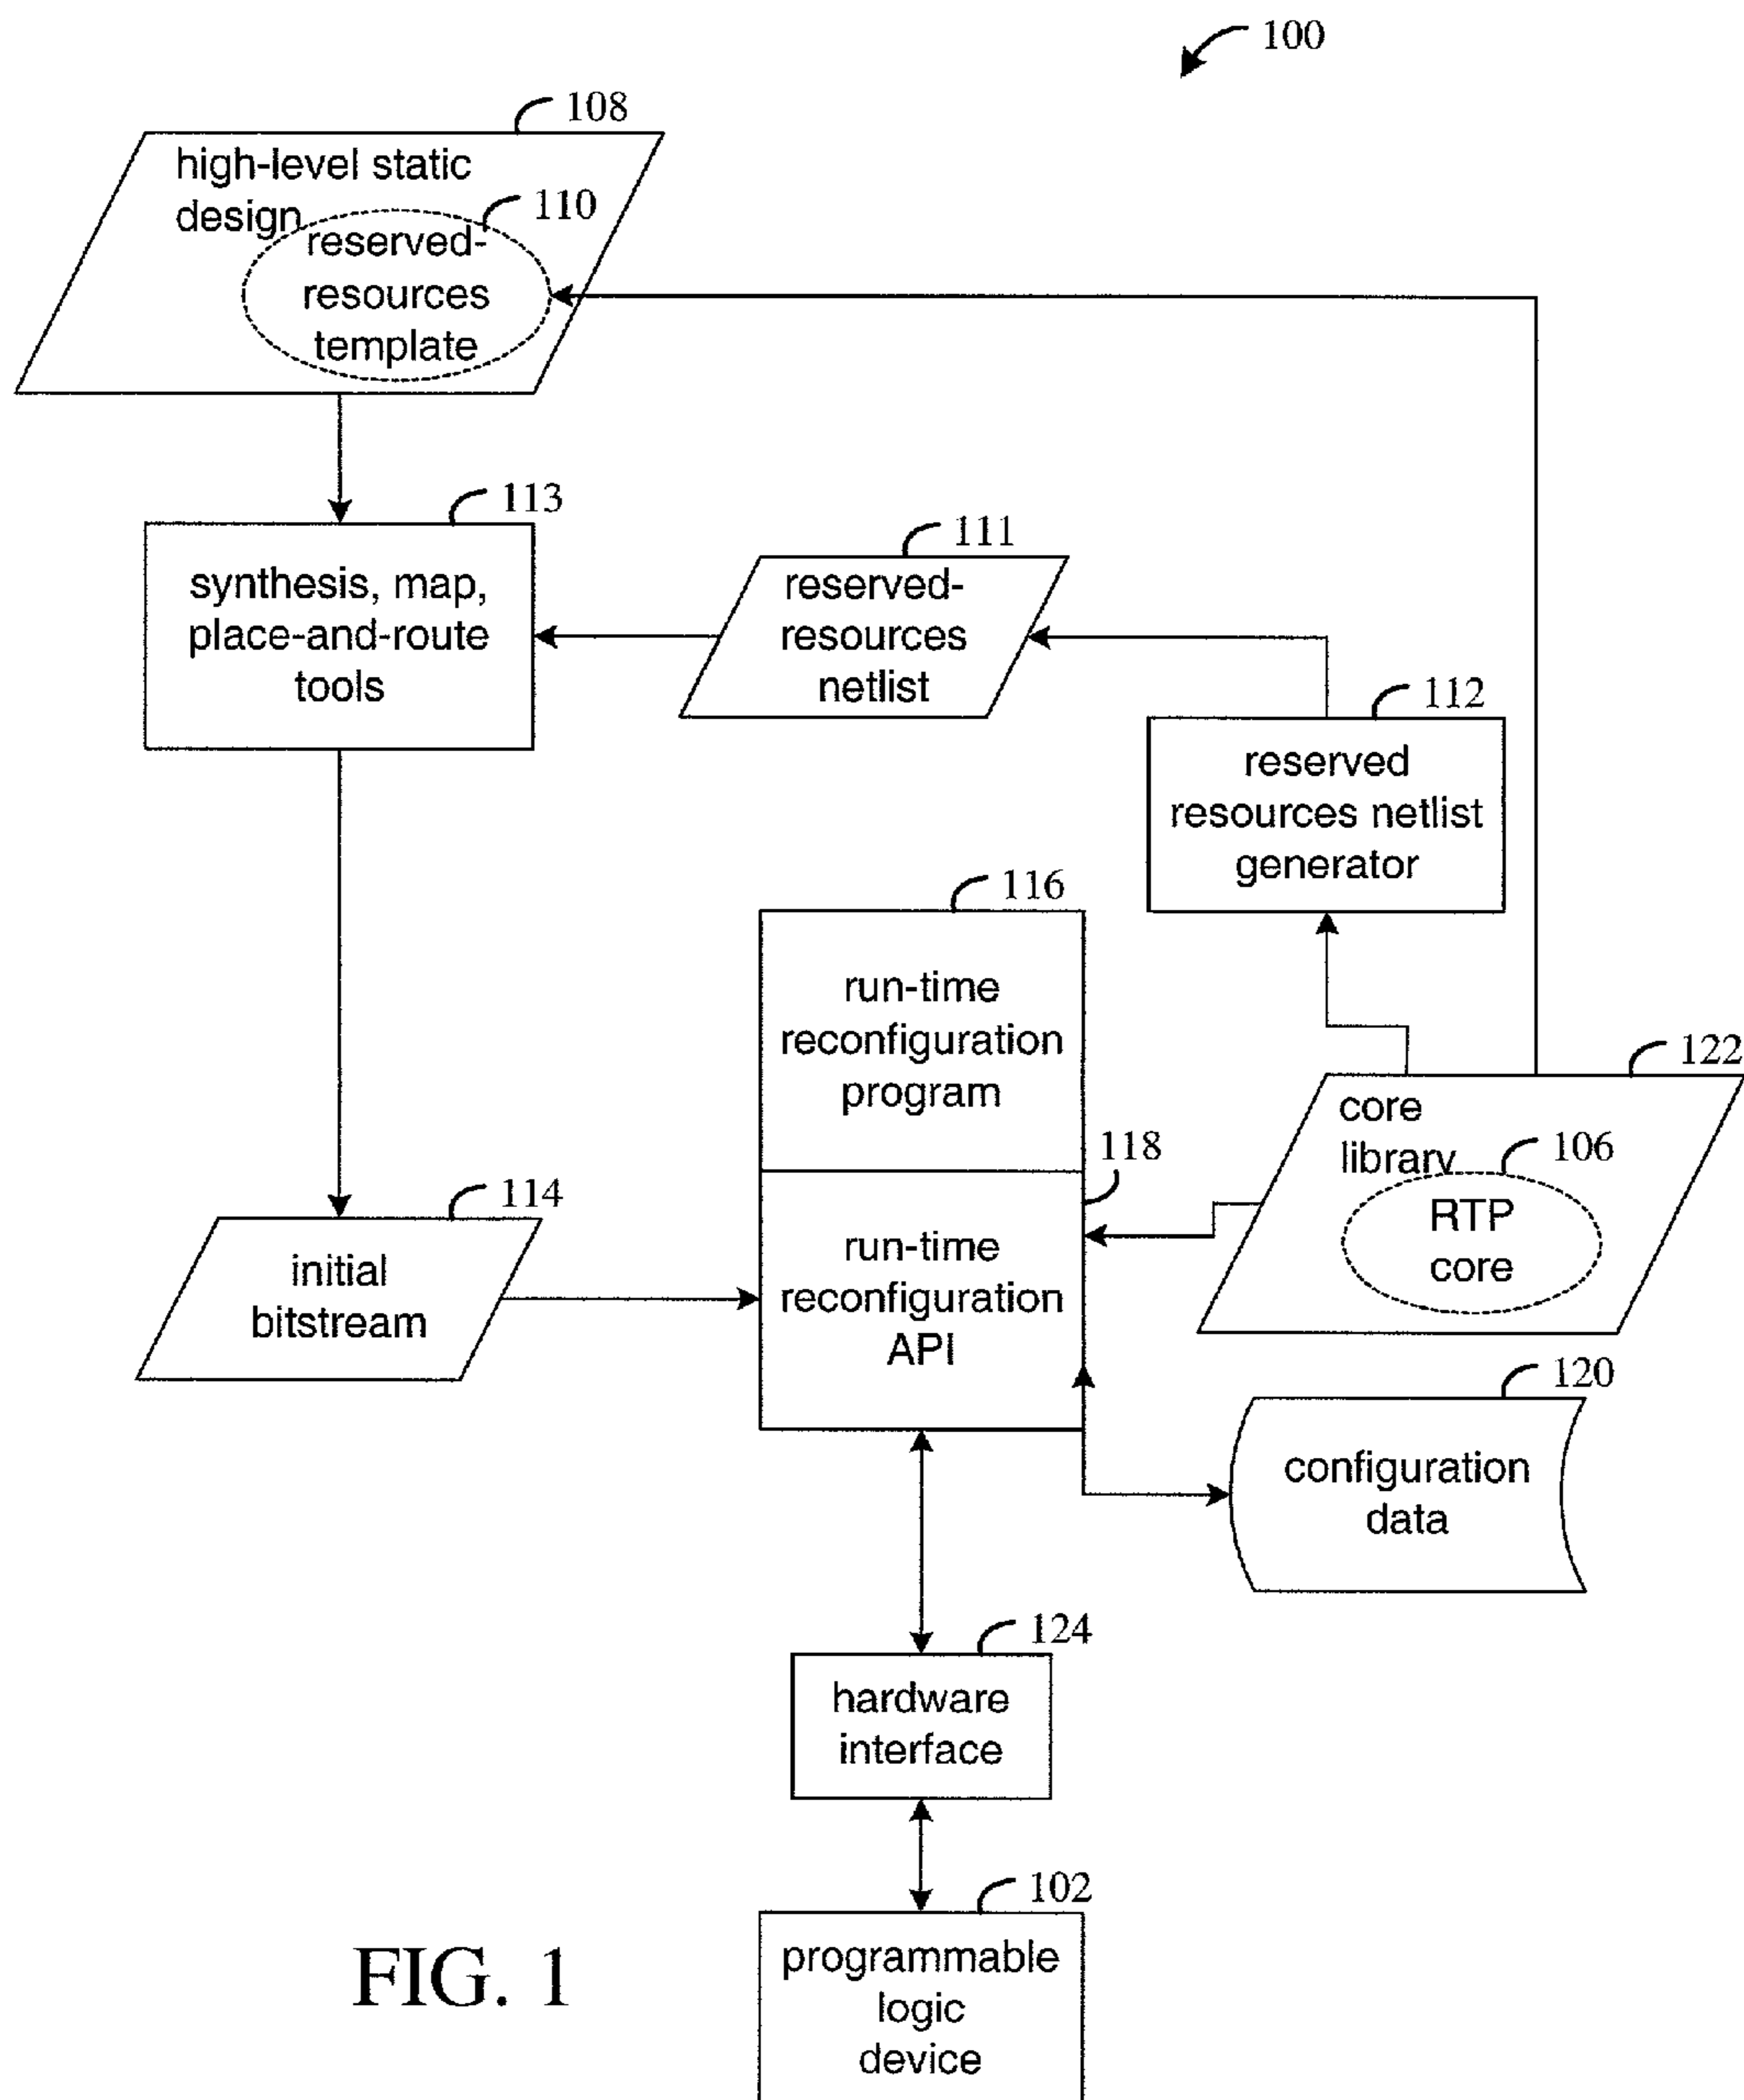 100
108
high-level static
design
110
reserved-
resources
template
113
synthesis, map,
place-and-route
tools
111
reserved-
resources
netlist
112
reserved
resources netlist
generator
116
run-time
reconfiguration
program
122
core
library
106
RTP
core
118
run-time
reconfiguration
API
114
initial
bitstream
120
configuration
data
124
hardware
interface
102
programmable
logic
device
FIG. 1